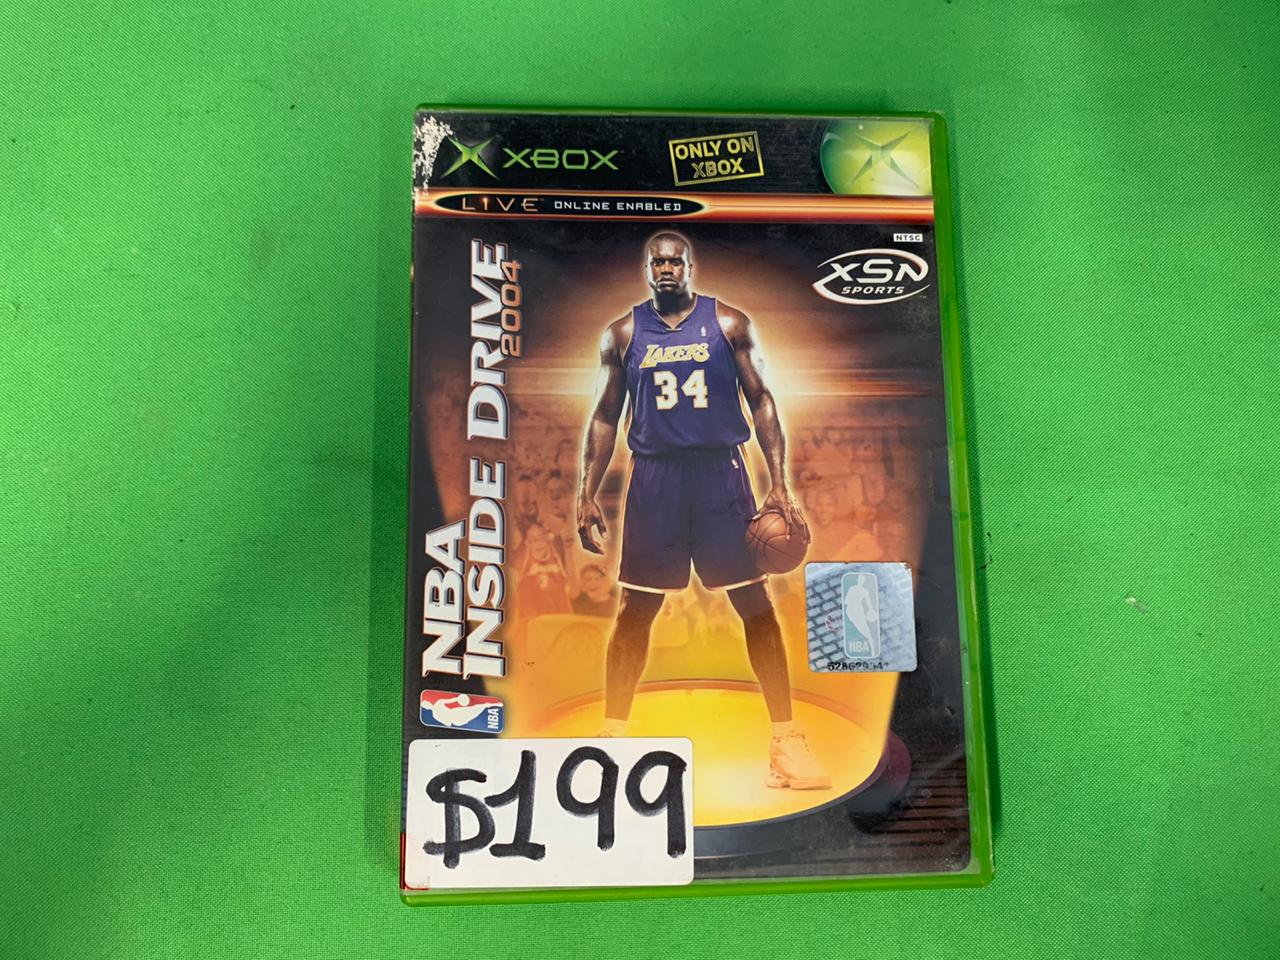 XBOX
ONLY ON
XBOX
LIVE ONLINE ENABLED
NTSC
XSN
SPORTS
NBA
INSIDE DRIVE
2004
LAKERS
34
NBA
NBA
$199